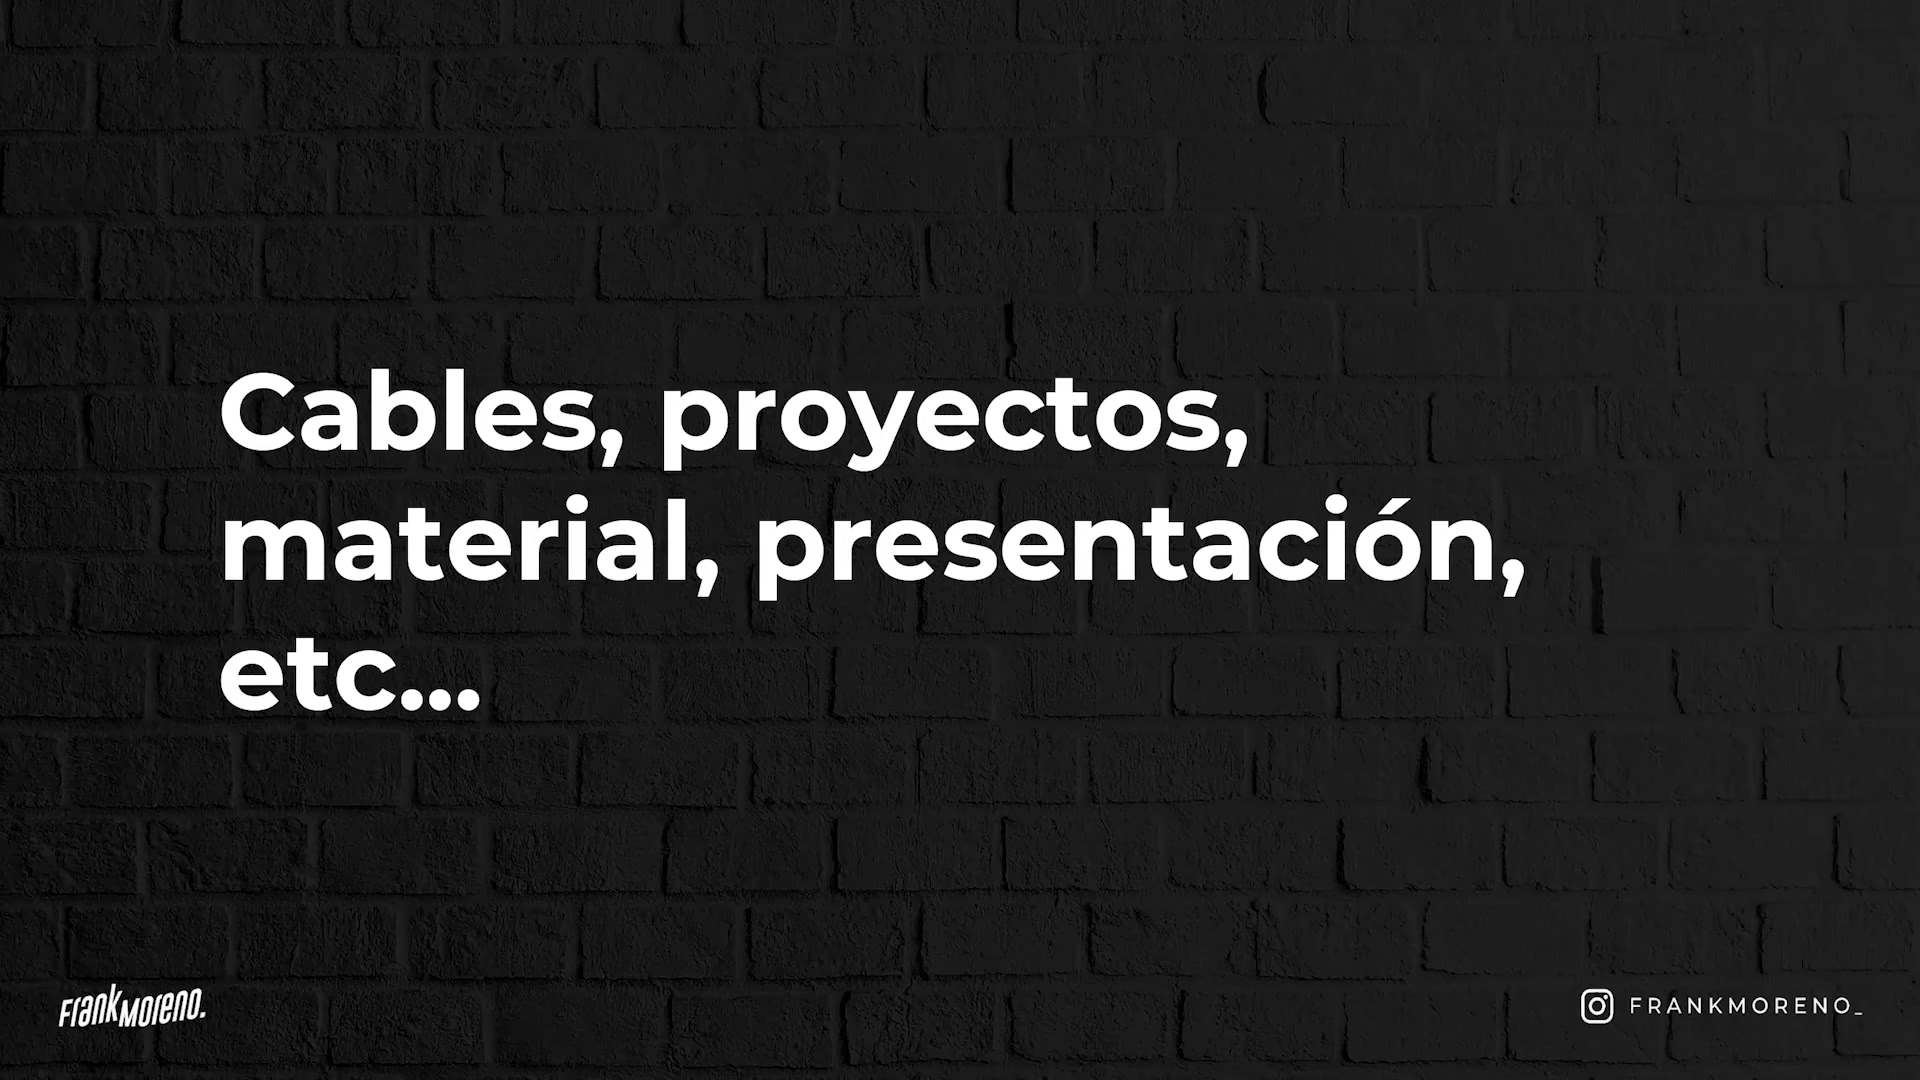 Cables, proyectos,
material, presentación,
etc...
FrankMoreno.
FRANKMORENO_